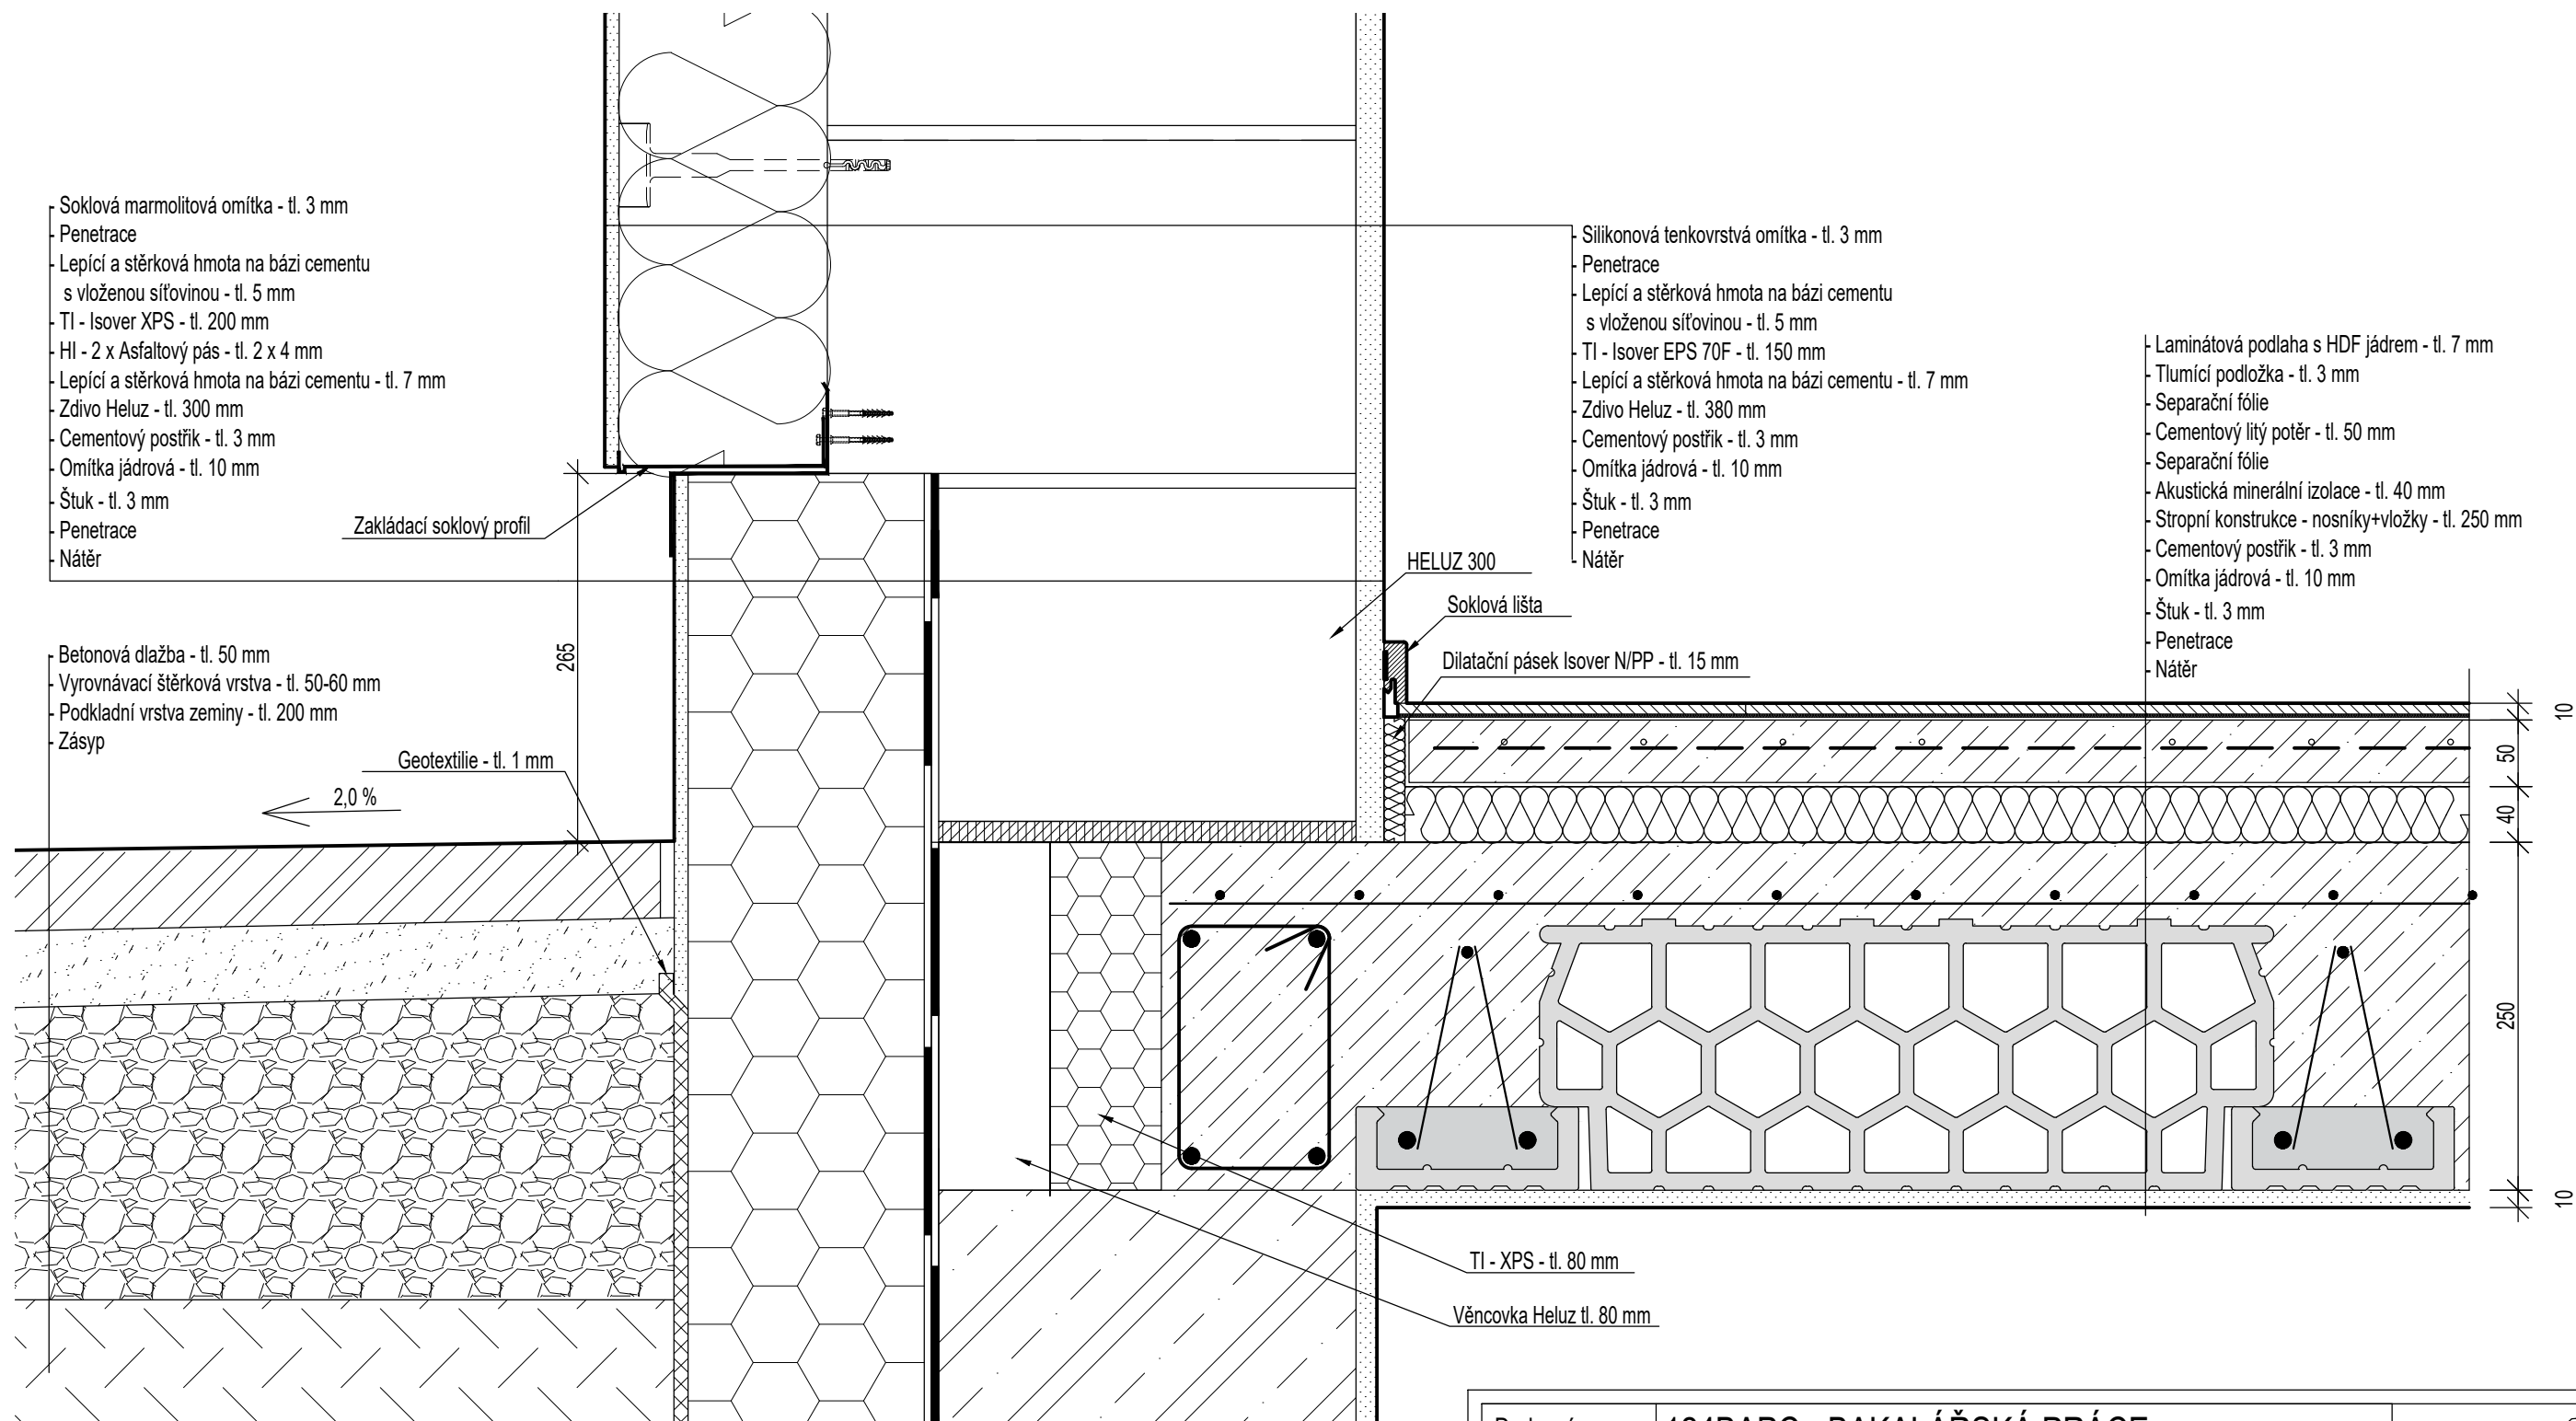 - Soklová marmolitová omítka - tl. 3 mm
- Penetrace
- Lepící a stěrková hmota na bázi cementu
s vloženou síťovinou - tl. 5 mm
- TI - Isover XPS - tl. 200 mm
- HI - 2 x Asfaltový pás - tl. 2 x 4 mm
- Lepící a stěrková hmota na bázi cementu - tl. 7 mm
- Zdivo Heluz - tl. 300 mm
- Cementový postřik - tl. 3 mm
- Omítka jádrová - tl. 10 mm
- Štuk - tl. 3 mm
- Penetrace
- Nátěr
Zakládací soklový profil
- Betonová dlažba - tl. 50 mm
- Vyrovnávací štěrková vrstva - tl. 50-60 mm
- Podkladní vrstva zeminy - tl. 200 mm
- Zásyp
Geotextilie - tl. 1 mm
2,0 %
265
- Silikonová tenkovrstvá omítka - tl. 3 mm
- Penetrace
- Lepící a stěrková hmota na bázi cementu
s vloženou síťovinou - tl. 5 mm
- TI - Isover EPS 70F - tl. 150 mm
- Lepící a stěrková hmota na bázi cementu - tl. 7 mm
- Zdivo Heluz - tl. 380 mm
- Cementový postřik - tl. 3 mm
- Omítka jádrová - tl. 10 mm
- Štuk - tl. 3 mm
- Penetrace
- Nátěr
HELUZ 300
Soklová lišta
Dilatační pásek Isover N/PP - tl. 15 mm
- Laminátová podlaha s HDF jádrem - tl. 7 mm
- Tlumící podložka - tl. 3 mm
- Separační fólie
- Cementový litý potěr - tl. 50 mm
- Separační fólie
- Akustická minerální izolace - tl. 40 mm
- Stropní konstrukce - nosníky+vložky - tl. 250 mm
- Cementový postřik - tl. 3 mm
- Omítka jádrová - tl. 10 mm
- Štuk - tl. 3 mm
- Penetrace
- Nátěr
10
50
40
250
10
TI - XPS - tl. 80 mm
Věncovka Heluz tl. 80 mm
BAKALÁŘSKÁ PRÁCE